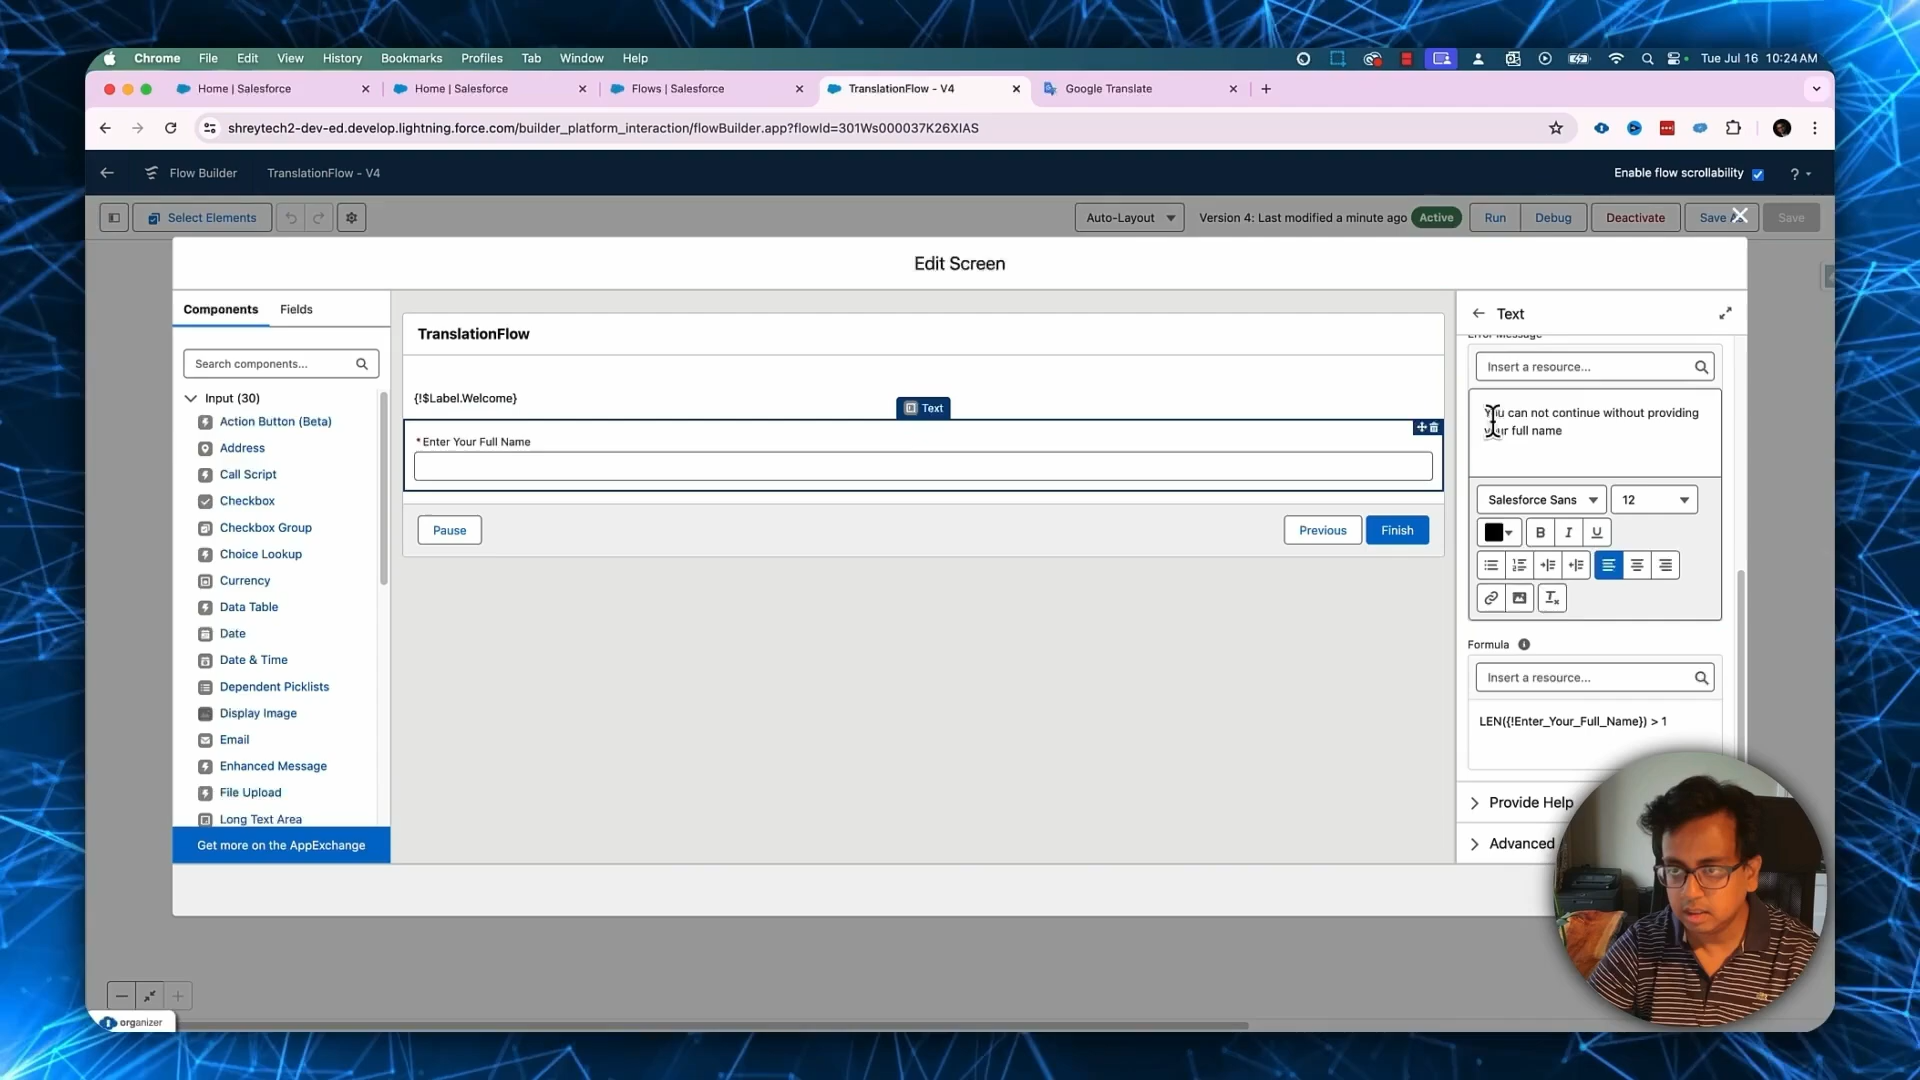 Chrome File Edit View History Bookmarks Profiles Tab Window Help
Tue Jul 16 10:24 AM
Home | Salesforce
Home | Salesforce
Flows | Salesforce
TranslationFlow - V4
Google Translate
shreytech2-dev-ed.develop.lightning.force.com/builder_platform_interaction/flowBuilder.app?flowId=301Ws000037K26XIAS
Flow Builder TranslationFlow - V4
Enable flow scrollability
Select Elements
Auto-Layout
Version 4: Last modified a minute ago
Active
Run
Debug
Deactivate
Save
Save
Edit Screen
Components Fields
Search components...
Input (30)
Action Button (Beta)
Address
Call Script
Checkbox
Checkbox Group
Choice Lookup
Currency
Data Table
Date
Date & Time
Dependent Picklists
Display Image
Email
Enhanced Message
File Upload
Long Text Area
Get more on the AppExchange
TranslationFlow
{!$Label.Welcome}
Text
* Enter Your Full Name
Pause
Previous
Finish
Text
Error Message
Insert a resource...
You can not continue without providing
your full name
Salesforce Sans
12
B I U
Formula
Insert a resource...
LEN({!Enter_Your_Full_Name}) > 1
Provide Help
Advanced
organizer